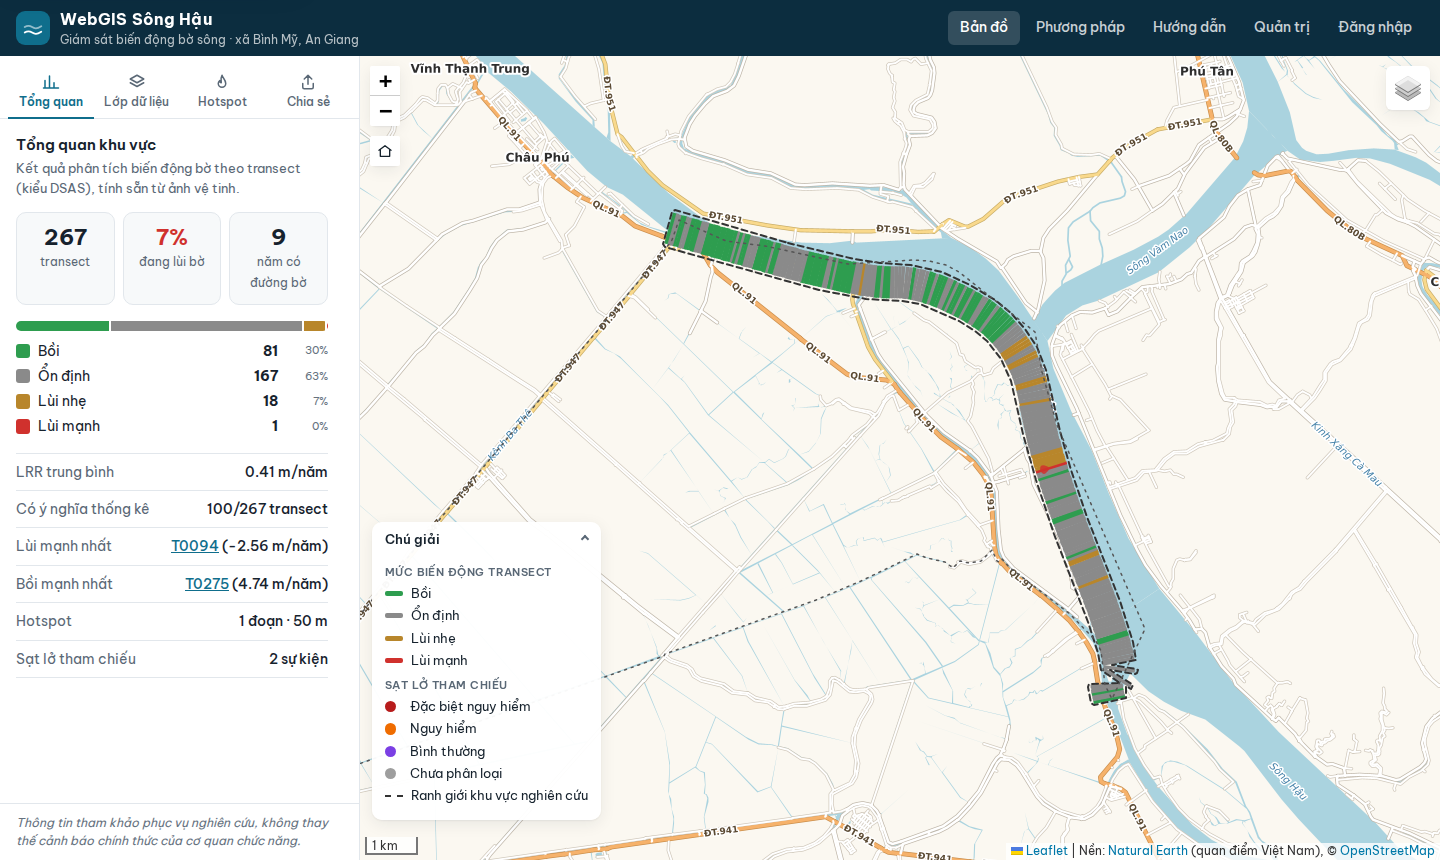 WebGIS Sông Hậu
Giám sát biến động bờ sông · xã Bình Mỹ, An Giang
Bản đồ
Phương pháp
Hướng dẫn
Quản trị
Đăng nhập
Tổng quan
Lớp dữ liệu
Hotspot
Chia sẻ
Tổng quan khu vực
Kết quả phân tích biến động bờ theo transect
(kiểu DSAS), tính sẵn từ ảnh vệ tinh.
267
transect
7%
đang lùi bờ
9
năm có
đường bờ
Bồi 81 30%
Ổn định 167 63%
Lùi nhẹ 18 7%
Lùi mạnh 1 0%
LRR trung bình 0.41 m/năm
Có ý nghĩa thống kê 100/267 transect
Lùi mạnh nhất T0094 (-2.56 m/năm)
Bồi mạnh nhất T0275 (4.74 m/năm)
Hotspot 1 đoạn · 50 m
Sạt lở tham chiếu 2 sự kiện
Thông tin tham khảo phục vụ nghiên cứu, không thay
thế cảnh báo chính thức của cơ quan chức năng.
+
−
Vĩnh Thạnh Trung
Phú Tân
Châu Phú
ĐT.951
QL.91
ĐT.951
ĐT.951
QL.80B
ĐT.951
QL.91
ĐT.951
ĐT.951
QL.80B
Sông Vàm Nao
ĐT.947
QL.91
ĐT.947
QL.91
ĐT.947
QL.91
QL.91
Kênh Ba Thê
Kinh Xáng Cà Mau
ĐT.947
QL.91
QL.91
QL.91
Sông Hậu
QL.91
ĐT.941
ĐT.941
ĐT.941
Chú giải
MỨC BIẾN ĐỘNG TRANSECT
Bồi
Ổn định
Lùi nhẹ
Lùi mạnh
SẠT LỞ THAM CHIẾU
Đặc biệt nguy hiểm
Nguy hiểm
Bình thường
Chưa phân loại
Ranh giới khu vực nghiên cứu
1 km
Leaflet | Nền: Natural Earth (quan điểm Việt Nam), © OpenStreetMap